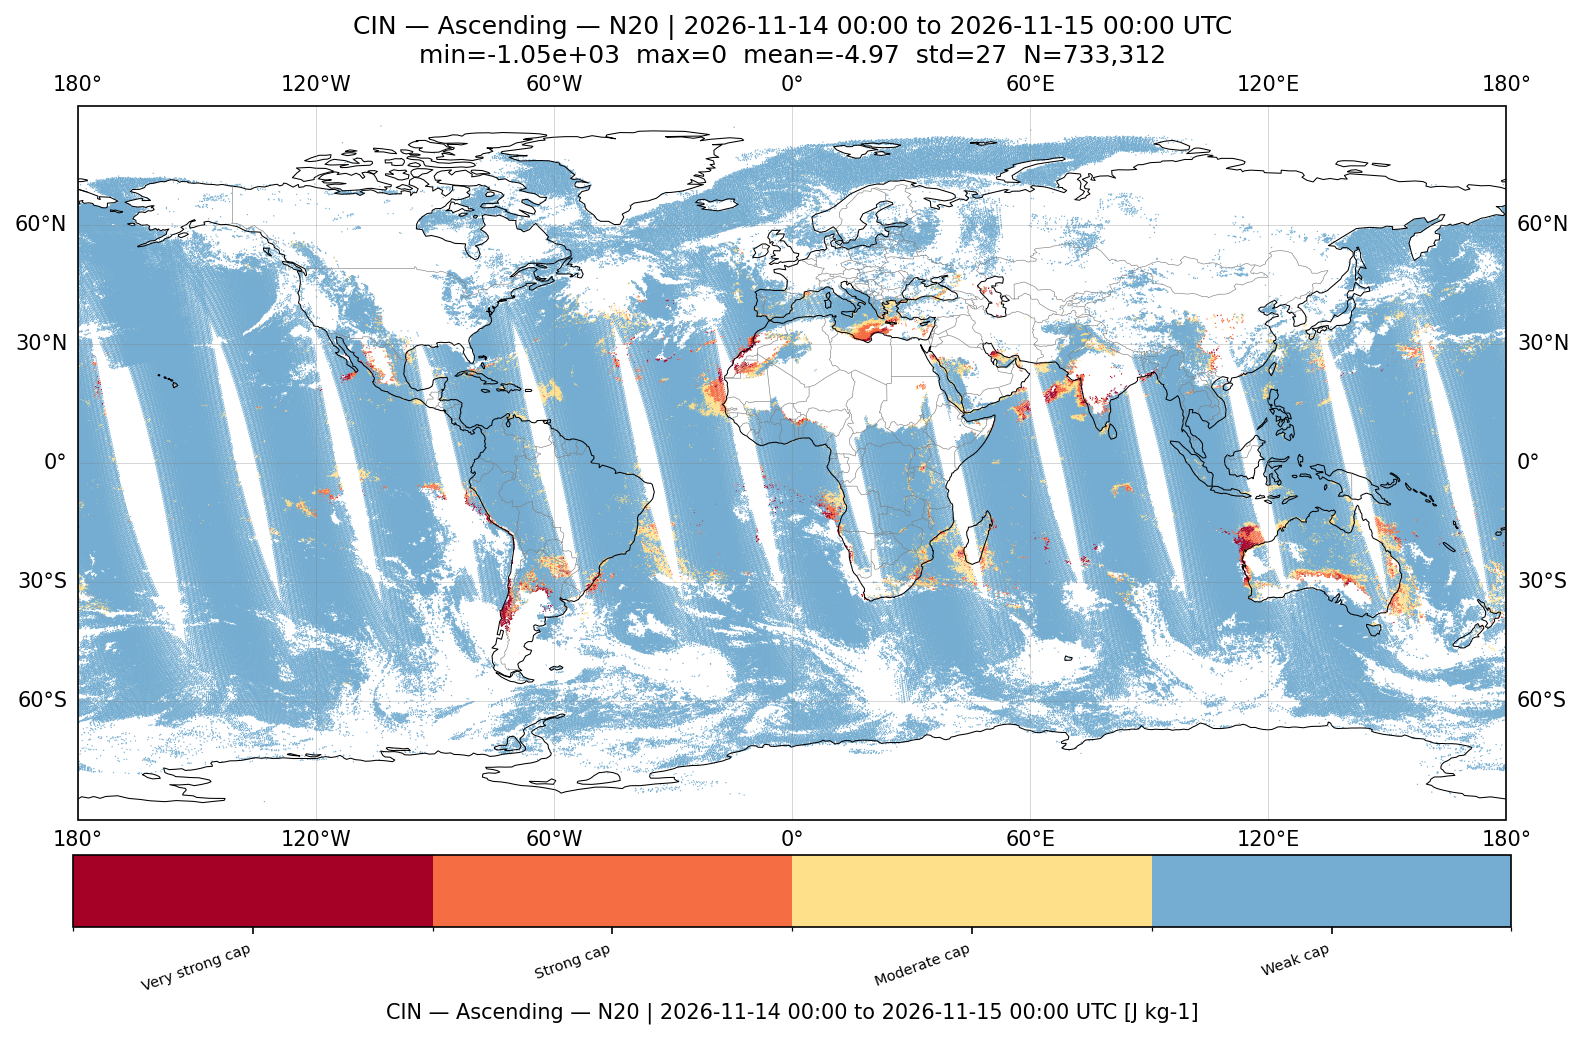 CIN — Ascending — N20 | 2026-11-14 00:00 to 2026-11-15 00:00 UTC
min=-1.05e+03 max=0 mean=-4.97 std=27 N=733,312
180° 120°W 60°W 0° 60°E 120°E 180°
60°N 60°N
30°N 30°N
0° 0°
30°S 30°S
60°S 60°S
180° 120°W 60°W 0° 60°E 120°E 180°
Very strong cap Strong cap Moderate cap Weak cap
CIN — Ascending — N20 | 2026-11-14 00:00 to 2026-11-15 00:00 UTC [J kg-1]